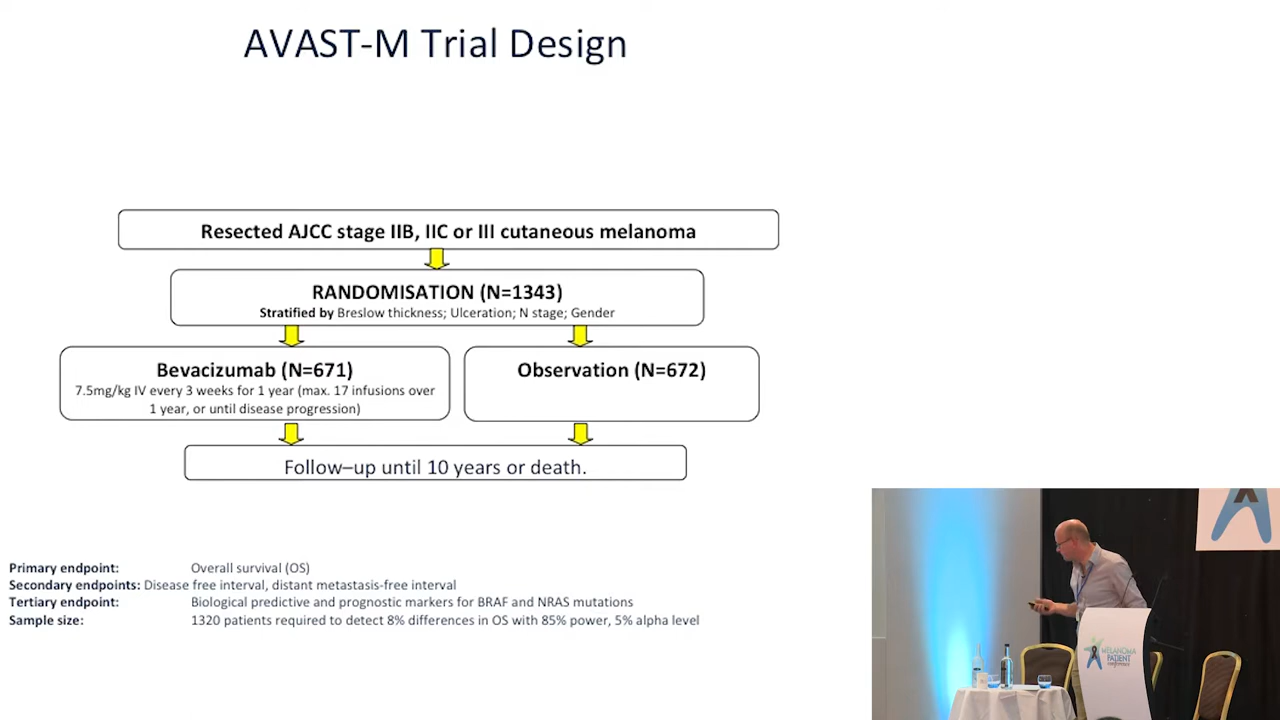 AVAST-M Trial Design
Resected AJCC stage IIB, IIC or III cutaneous melanoma
RANDOMISATION (N=1343)
Stratified by Breslow thickness; Ulceration; N stage; Gender
Bevacizumab (N=671)
7.5mg/kg IV every 3 weeks for 1 year (max. 17 infusions over
1 year, or until disease progression)
Observation (N=672)
Follow–up until 10 years or death.
Primary endpoint: Overall survival (OS)
Secondary endpoints: Disease free interval, distant metastasis-free interval
Tertiary endpoint: Biological predictive and prognostic markers for BRAF and NRAS mutations
Sample size: 1320 patients required to detect 8% differences in OS with 85% power, 5% alpha level
MELANOMA
PATIENT
conference